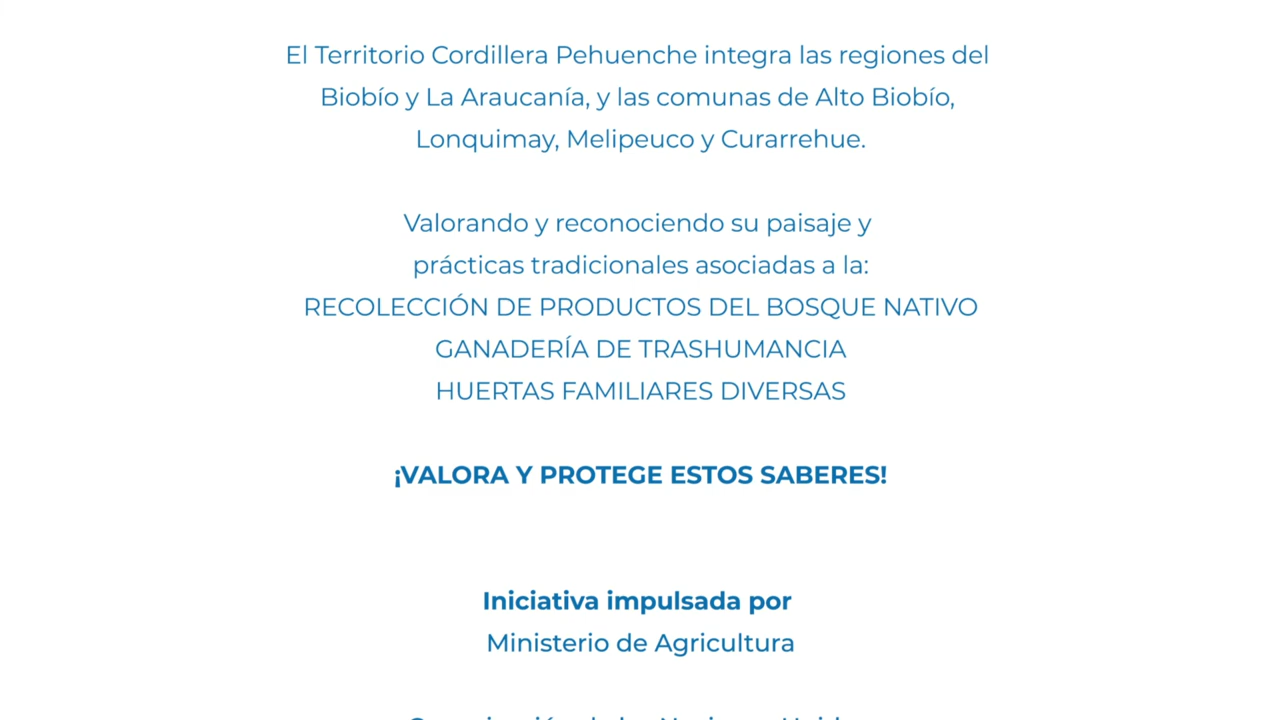 El Territorio Cordillera Pehuenche integra las regiones del
Biobío y La Araucanía, y las comunas de Alto Biobío,
Lonquimay, Melipeuco y Curarrehue.
Valorando y reconociendo su paisaje y
prácticas tradicionales asociadas a la:
RECOLECCIÓN DE PRODUCTOS DEL BOSQUE NATIVO
GANADERÍA DE TRASHUMANCIA
HUERTAS FAMILIARES DIVERSAS
¡VALORA Y PROTEGE ESTOS SABERES!
Iniciativa impulsada por
Ministerio de Agricultura